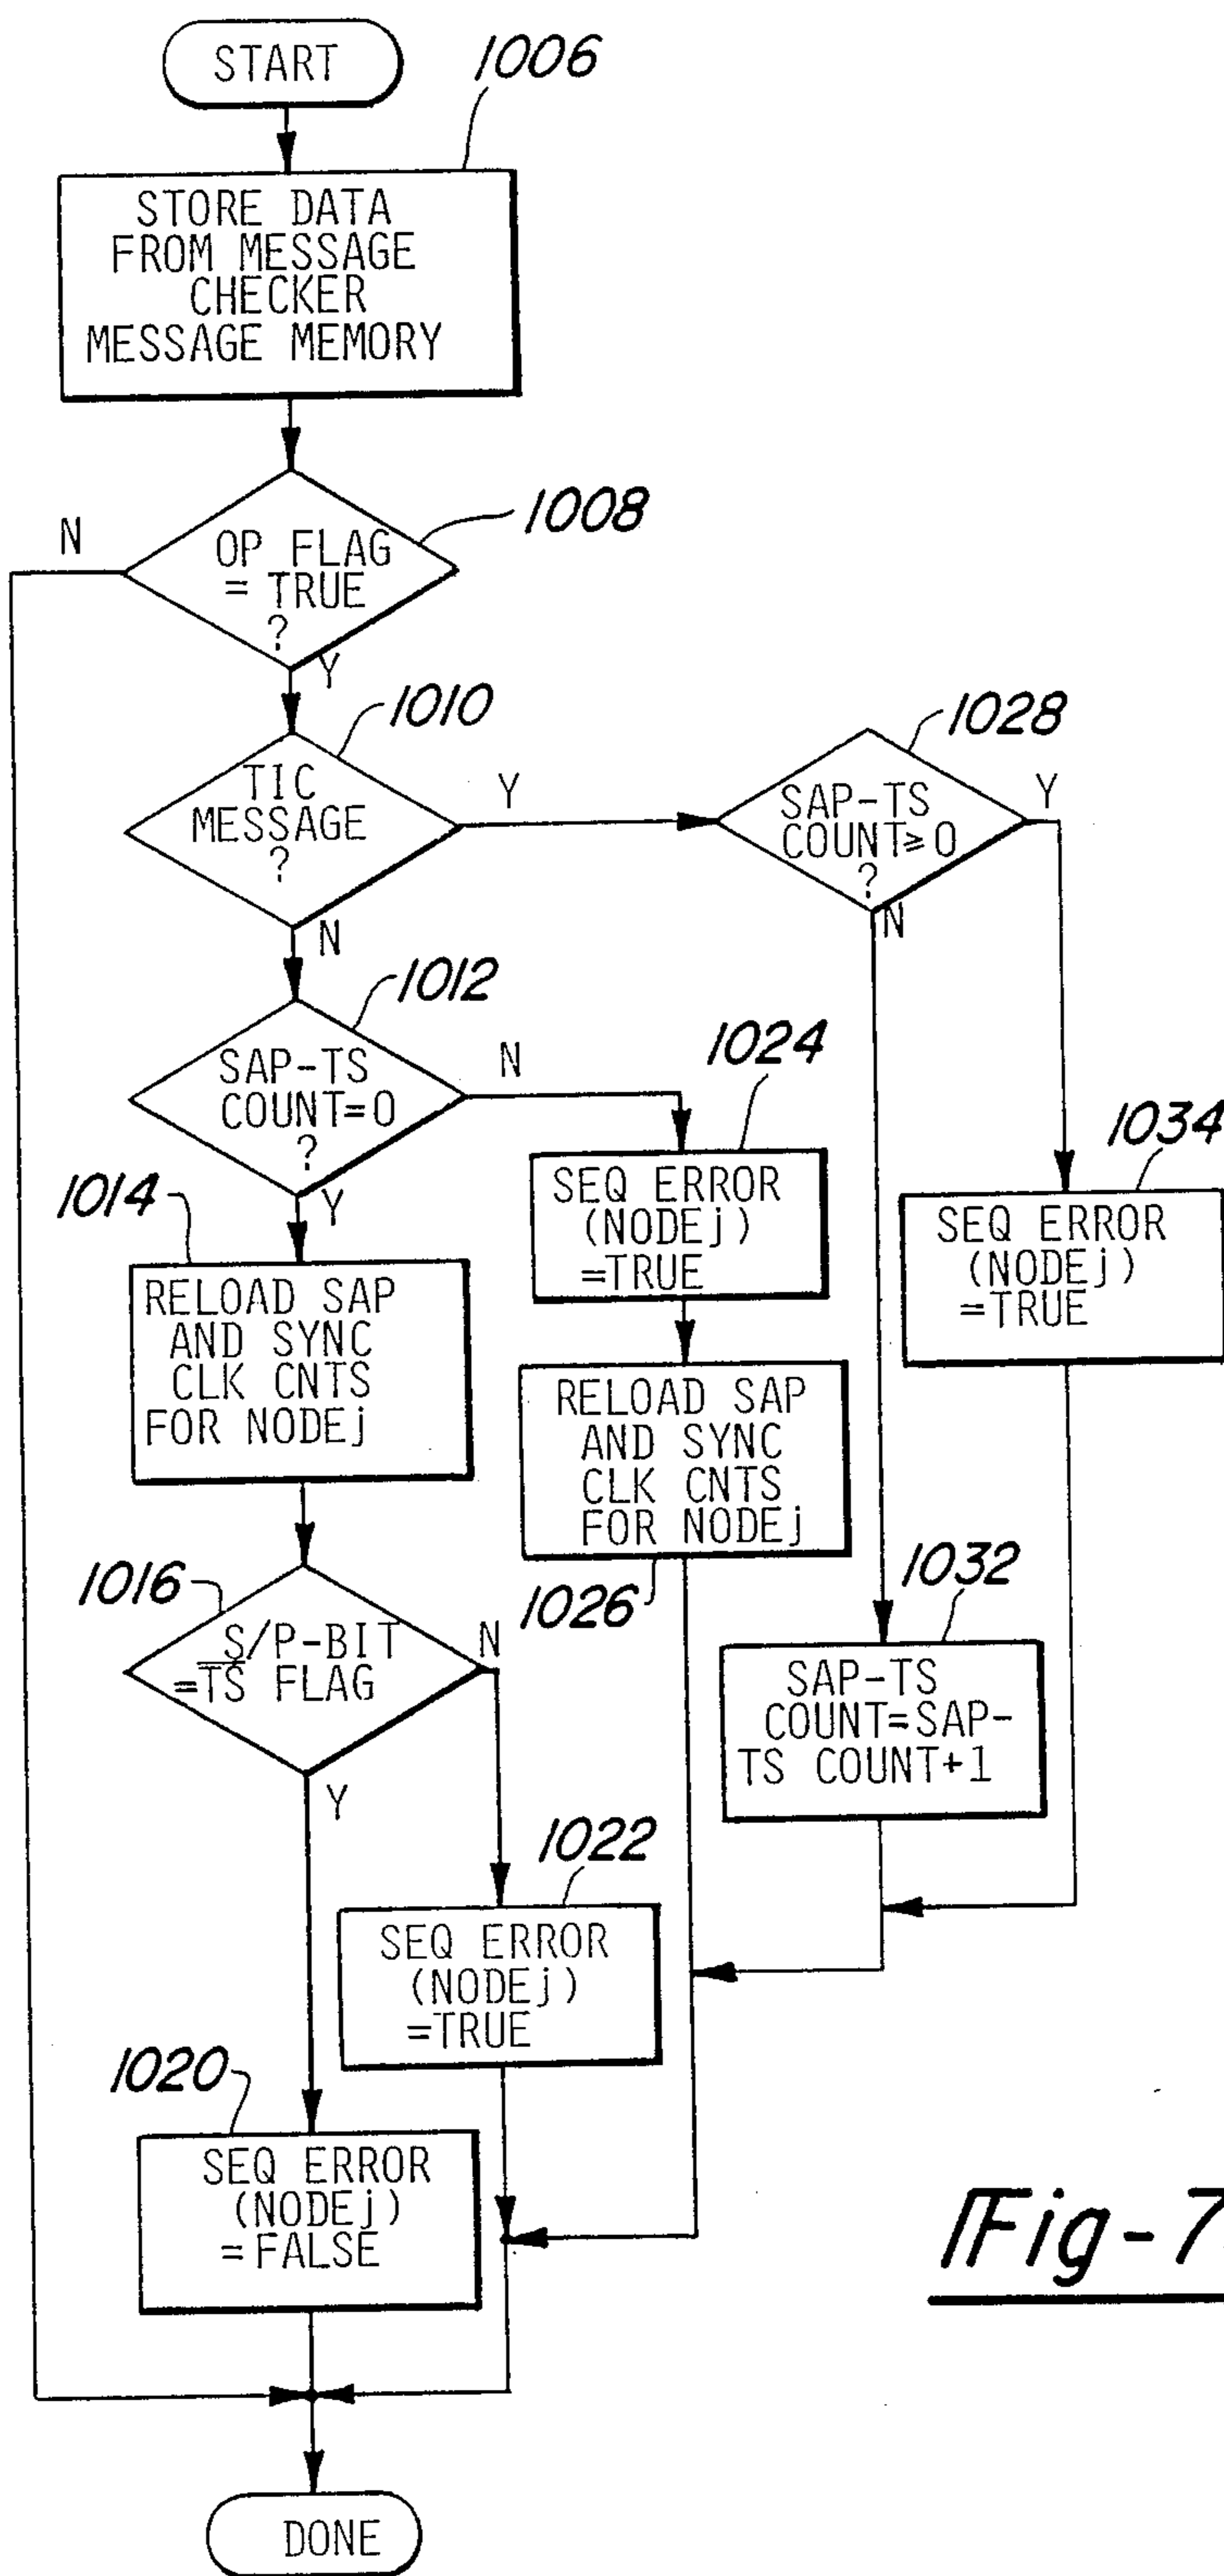 START
1006
STORE DATA
FROM MESSAGE
CHECKER
MESSAGE MEMORY
1008
N
OP FLAG
= TRUE
?
Y
1010
TIC
MESSAGE
?
Y
N
1028
SAP-TS
COUNT≥0
?
Y
N
1012
SAP-TS
COUNT=0
?
N
Y
1024
SEQ ERROR
(NODEj)
=TRUE
1034
SEQ ERROR
(NODEj)
=TRUE
1014
RELOAD SAP
AND SYNC
CLK CNTS
FOR NODEj
RELOAD SAP
AND SYNC
CLK CNTS
FOR NODEj
1026
1016
S/P-BIT
=T̅S̅ FLAG
N
Y
1032
SAP-TS
COUNT=SAP-
TS COUNT+1
1022
SEQ ERROR
(NODEj)
=TRUE
1020
SEQ ERROR
(NODEj)
=FALSE
Fig-7
DONE